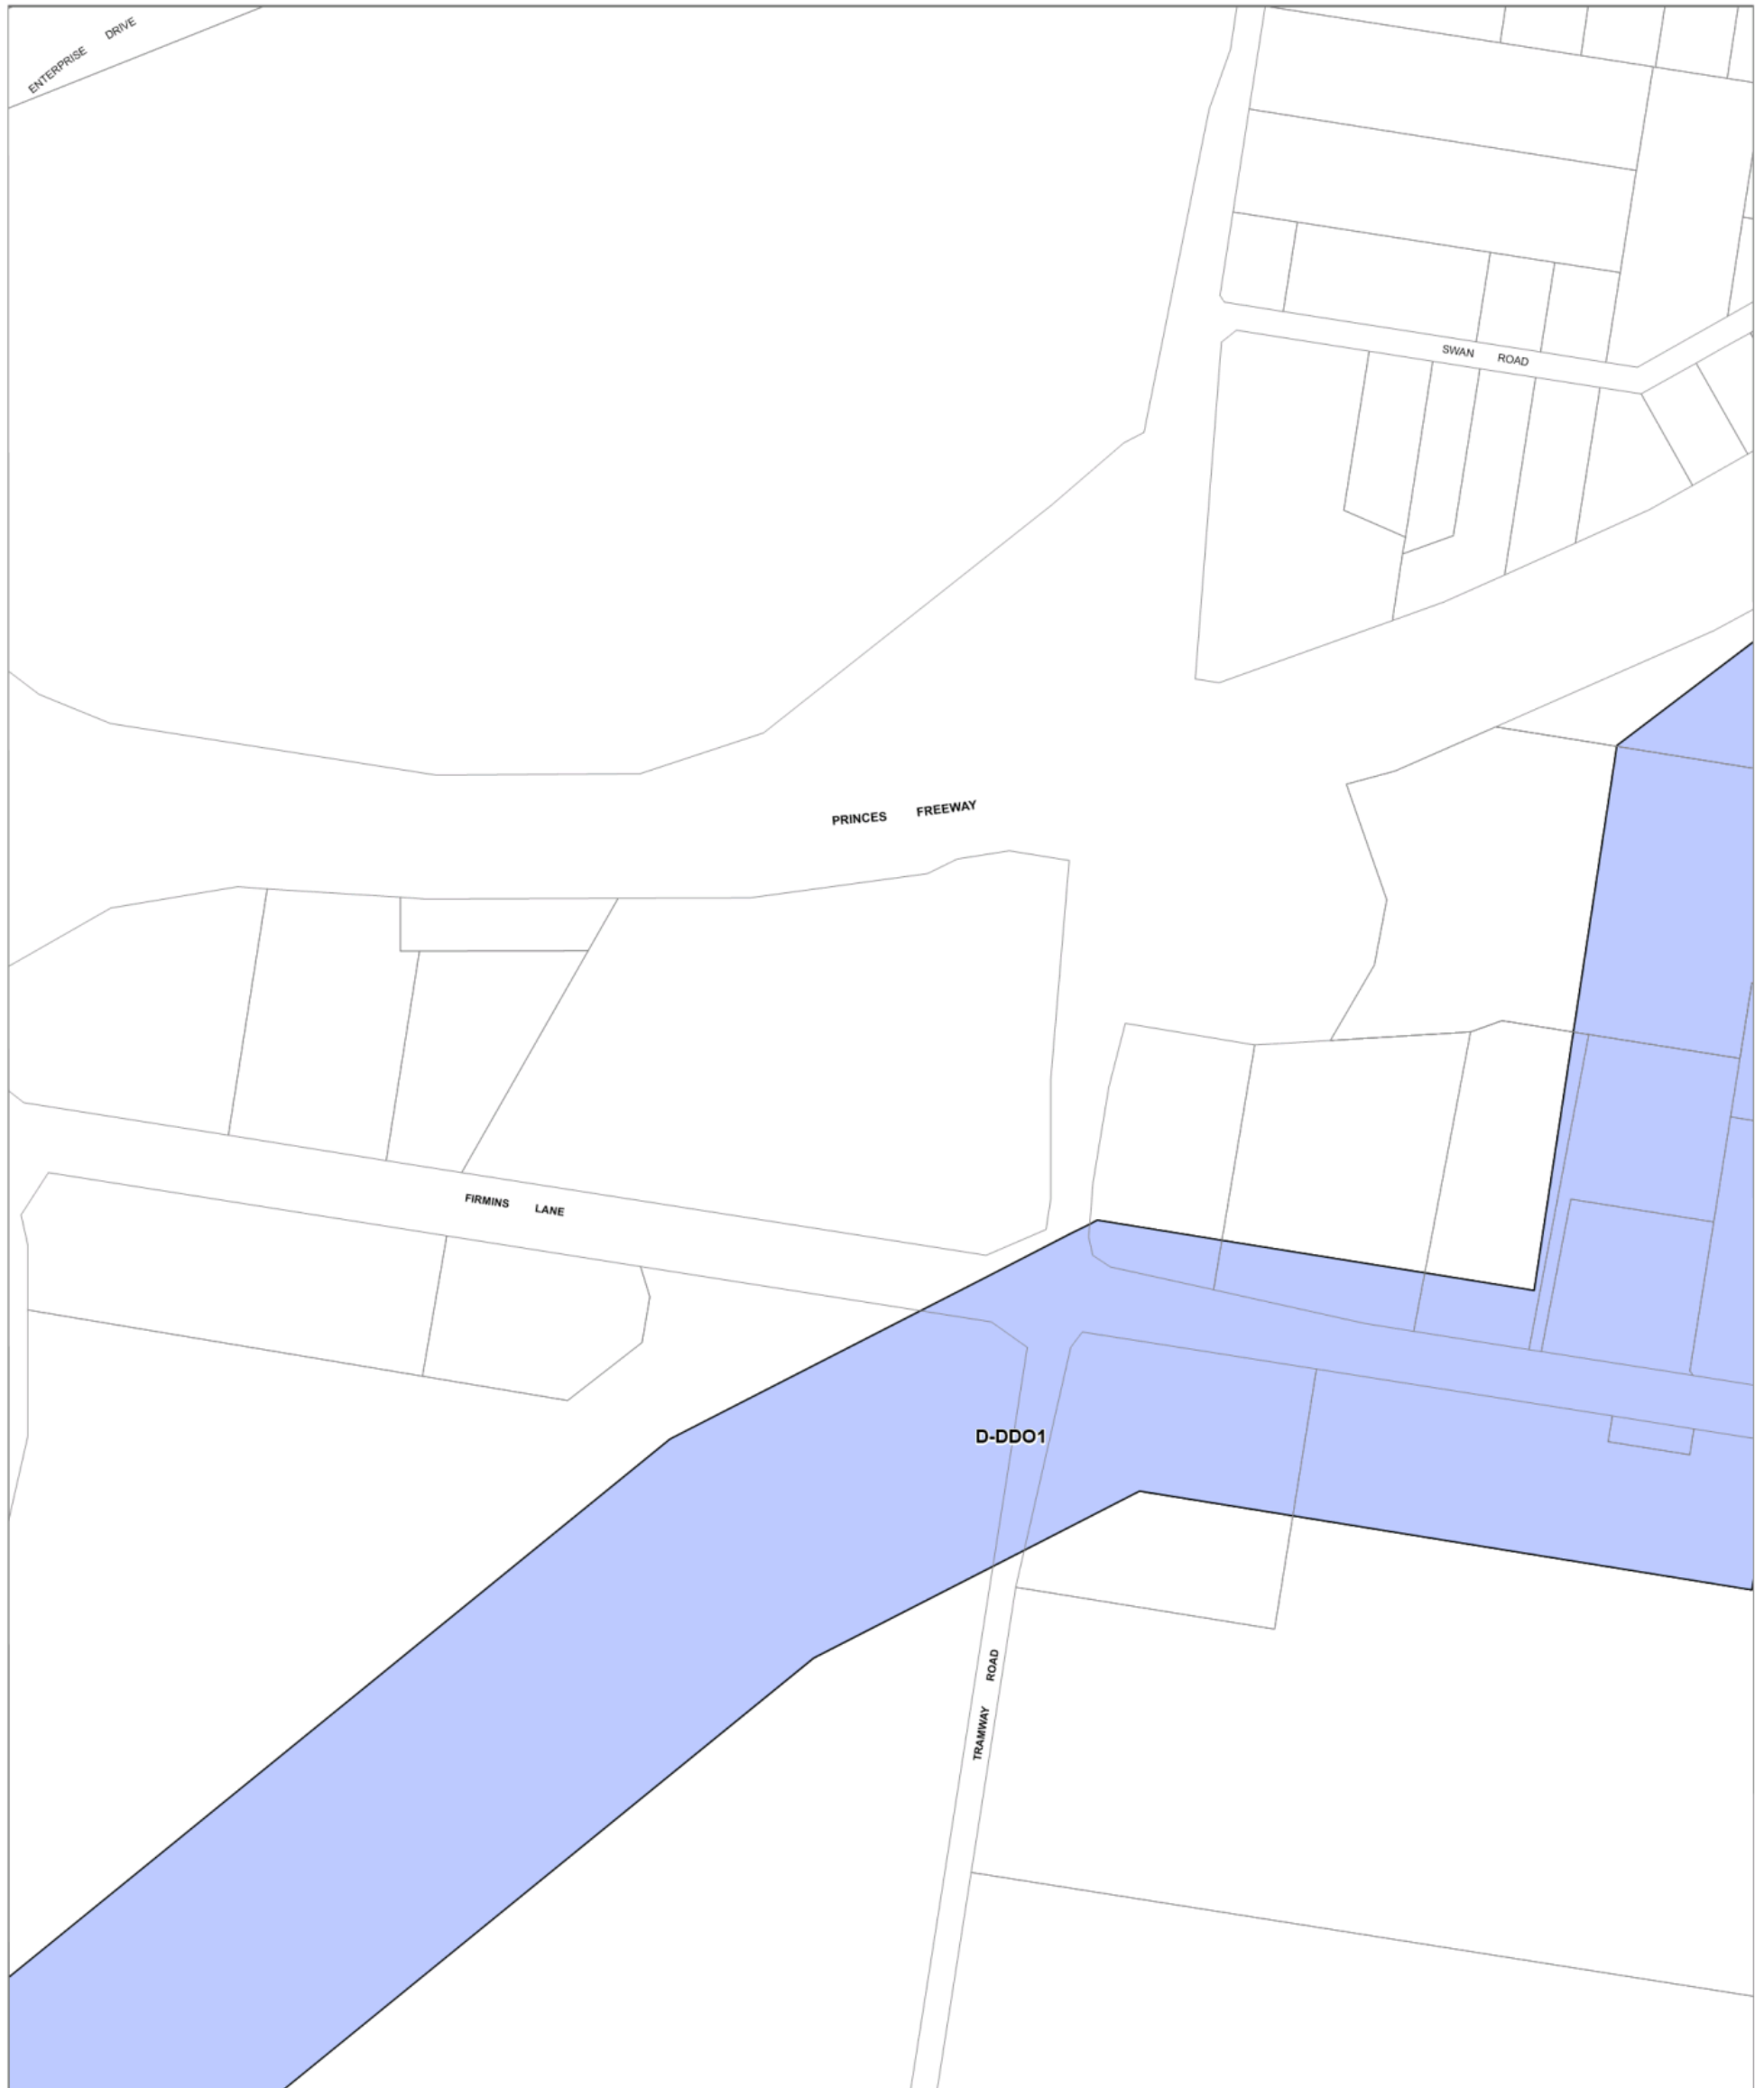 ENTERPRISE DRIVE
SWAN ROAD
PRINCES FREEWAY
FIRMINS LANE
D-DDO1
TRAMWAY ROAD